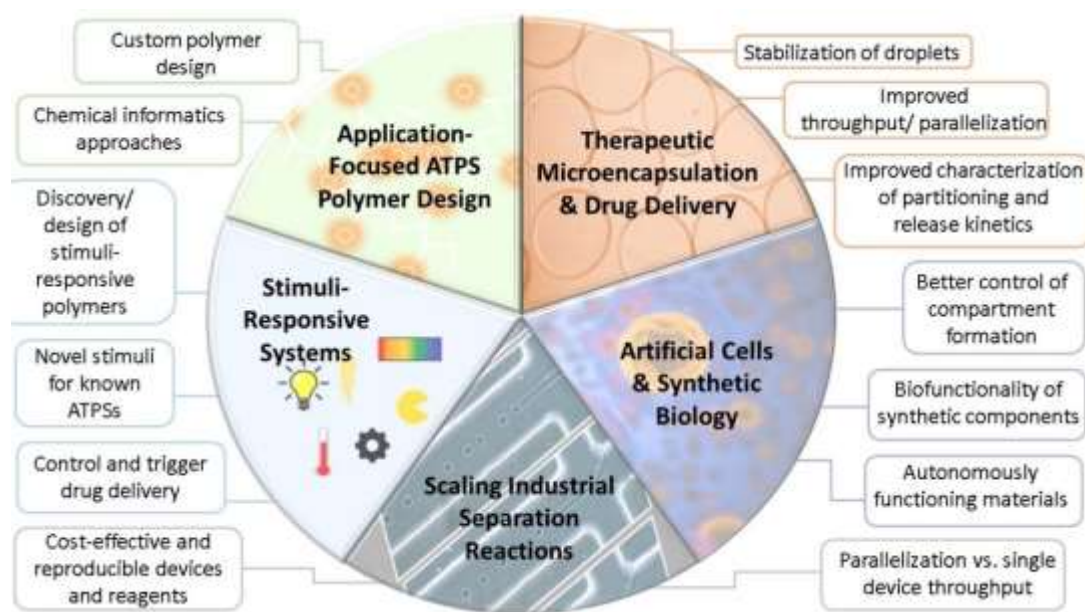 Custom polymer
design
Chemical informatics
approaches
Discovery/
design of
stimuli-
responsive
polymers
Novel stimuli
for known
ATPSs
Control and trigger
drug delivery
Cost-effective and
reproducible devices
and reagents
Application-
Focused ATPS
Polymer Design
Therapeutic
Microencapsulation
& Drug Delivery
Stimuli-
Responsive
Systems
Artificial Cells
& Synthetic
Biology
Scaling Industrial
Separation
Reactions
Stabilization of droplets
Improved
throughput/ parallelization
Improved characterization
of partitioning and
release kinetics
Better control of
compartment
formation
Biofunctionality of
synthetic components
Autonomously
functioning materials
Parallelization vs. single
device throughput